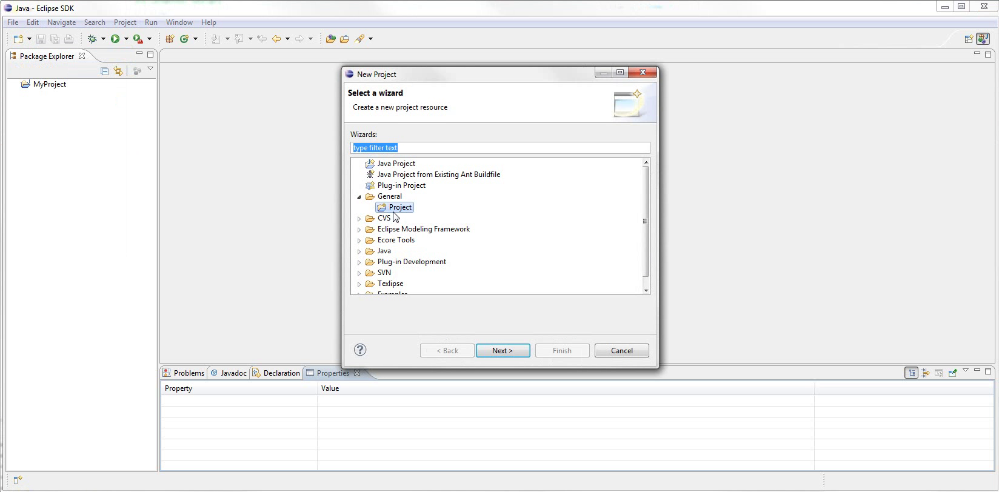 Java - Eclipse SDK
File Edit Navigate Search Project Run Window Help
Package Explorer
MyProject
New Project
Select a wizard
Create a new project resource
Wizards:
type filter text
Java Project
Java Project from Existing Ant Buildfile
Plug-in Project
General
Project
CVS
Eclipse Modeling Framework
Ecore Tools
Java
Plug-in Development
SVN
Texlipse
< Back Next > Finish Cancel
Problems @ Javadoc Declaration Properties
Property Value